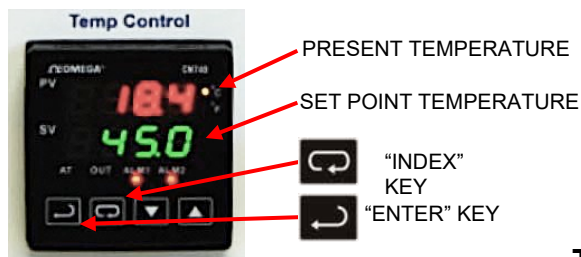 Temp Control
OMEGA CN740
PV
18.4 °C
°F
PRESENT TEMPERATURE
SV
45.0
SET POINT TEMPERATURE
AT OUT ALM1 ALM2
“INDEX”
KEY
“ENTER” KEY